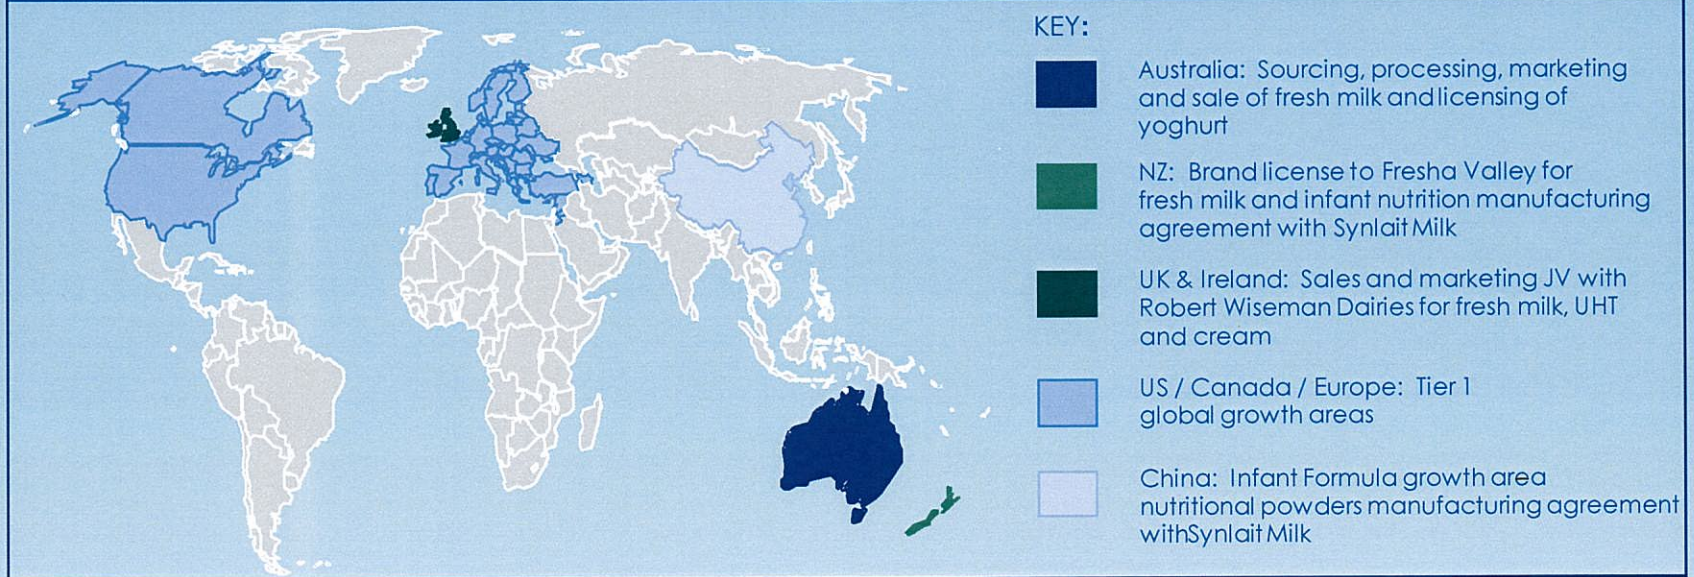 KEY:
Australia: Sourcing, processing, marketing
and sale of fresh milk and licensing of
yoghurt
NZ: Brand license to Fresha Valley for
fresh milk and infant nutrition manufacturing
agreement with Synlait Milk
UK & Ireland: Sales and marketing JV with
Robert Wiseman Dairies for fresh milk, UHT
and cream
US / Canada / Europe: Tier 1
global growth areas
China: Infant Formula growth area
nutritional powders manufacturing agreement
withSynlait Milk